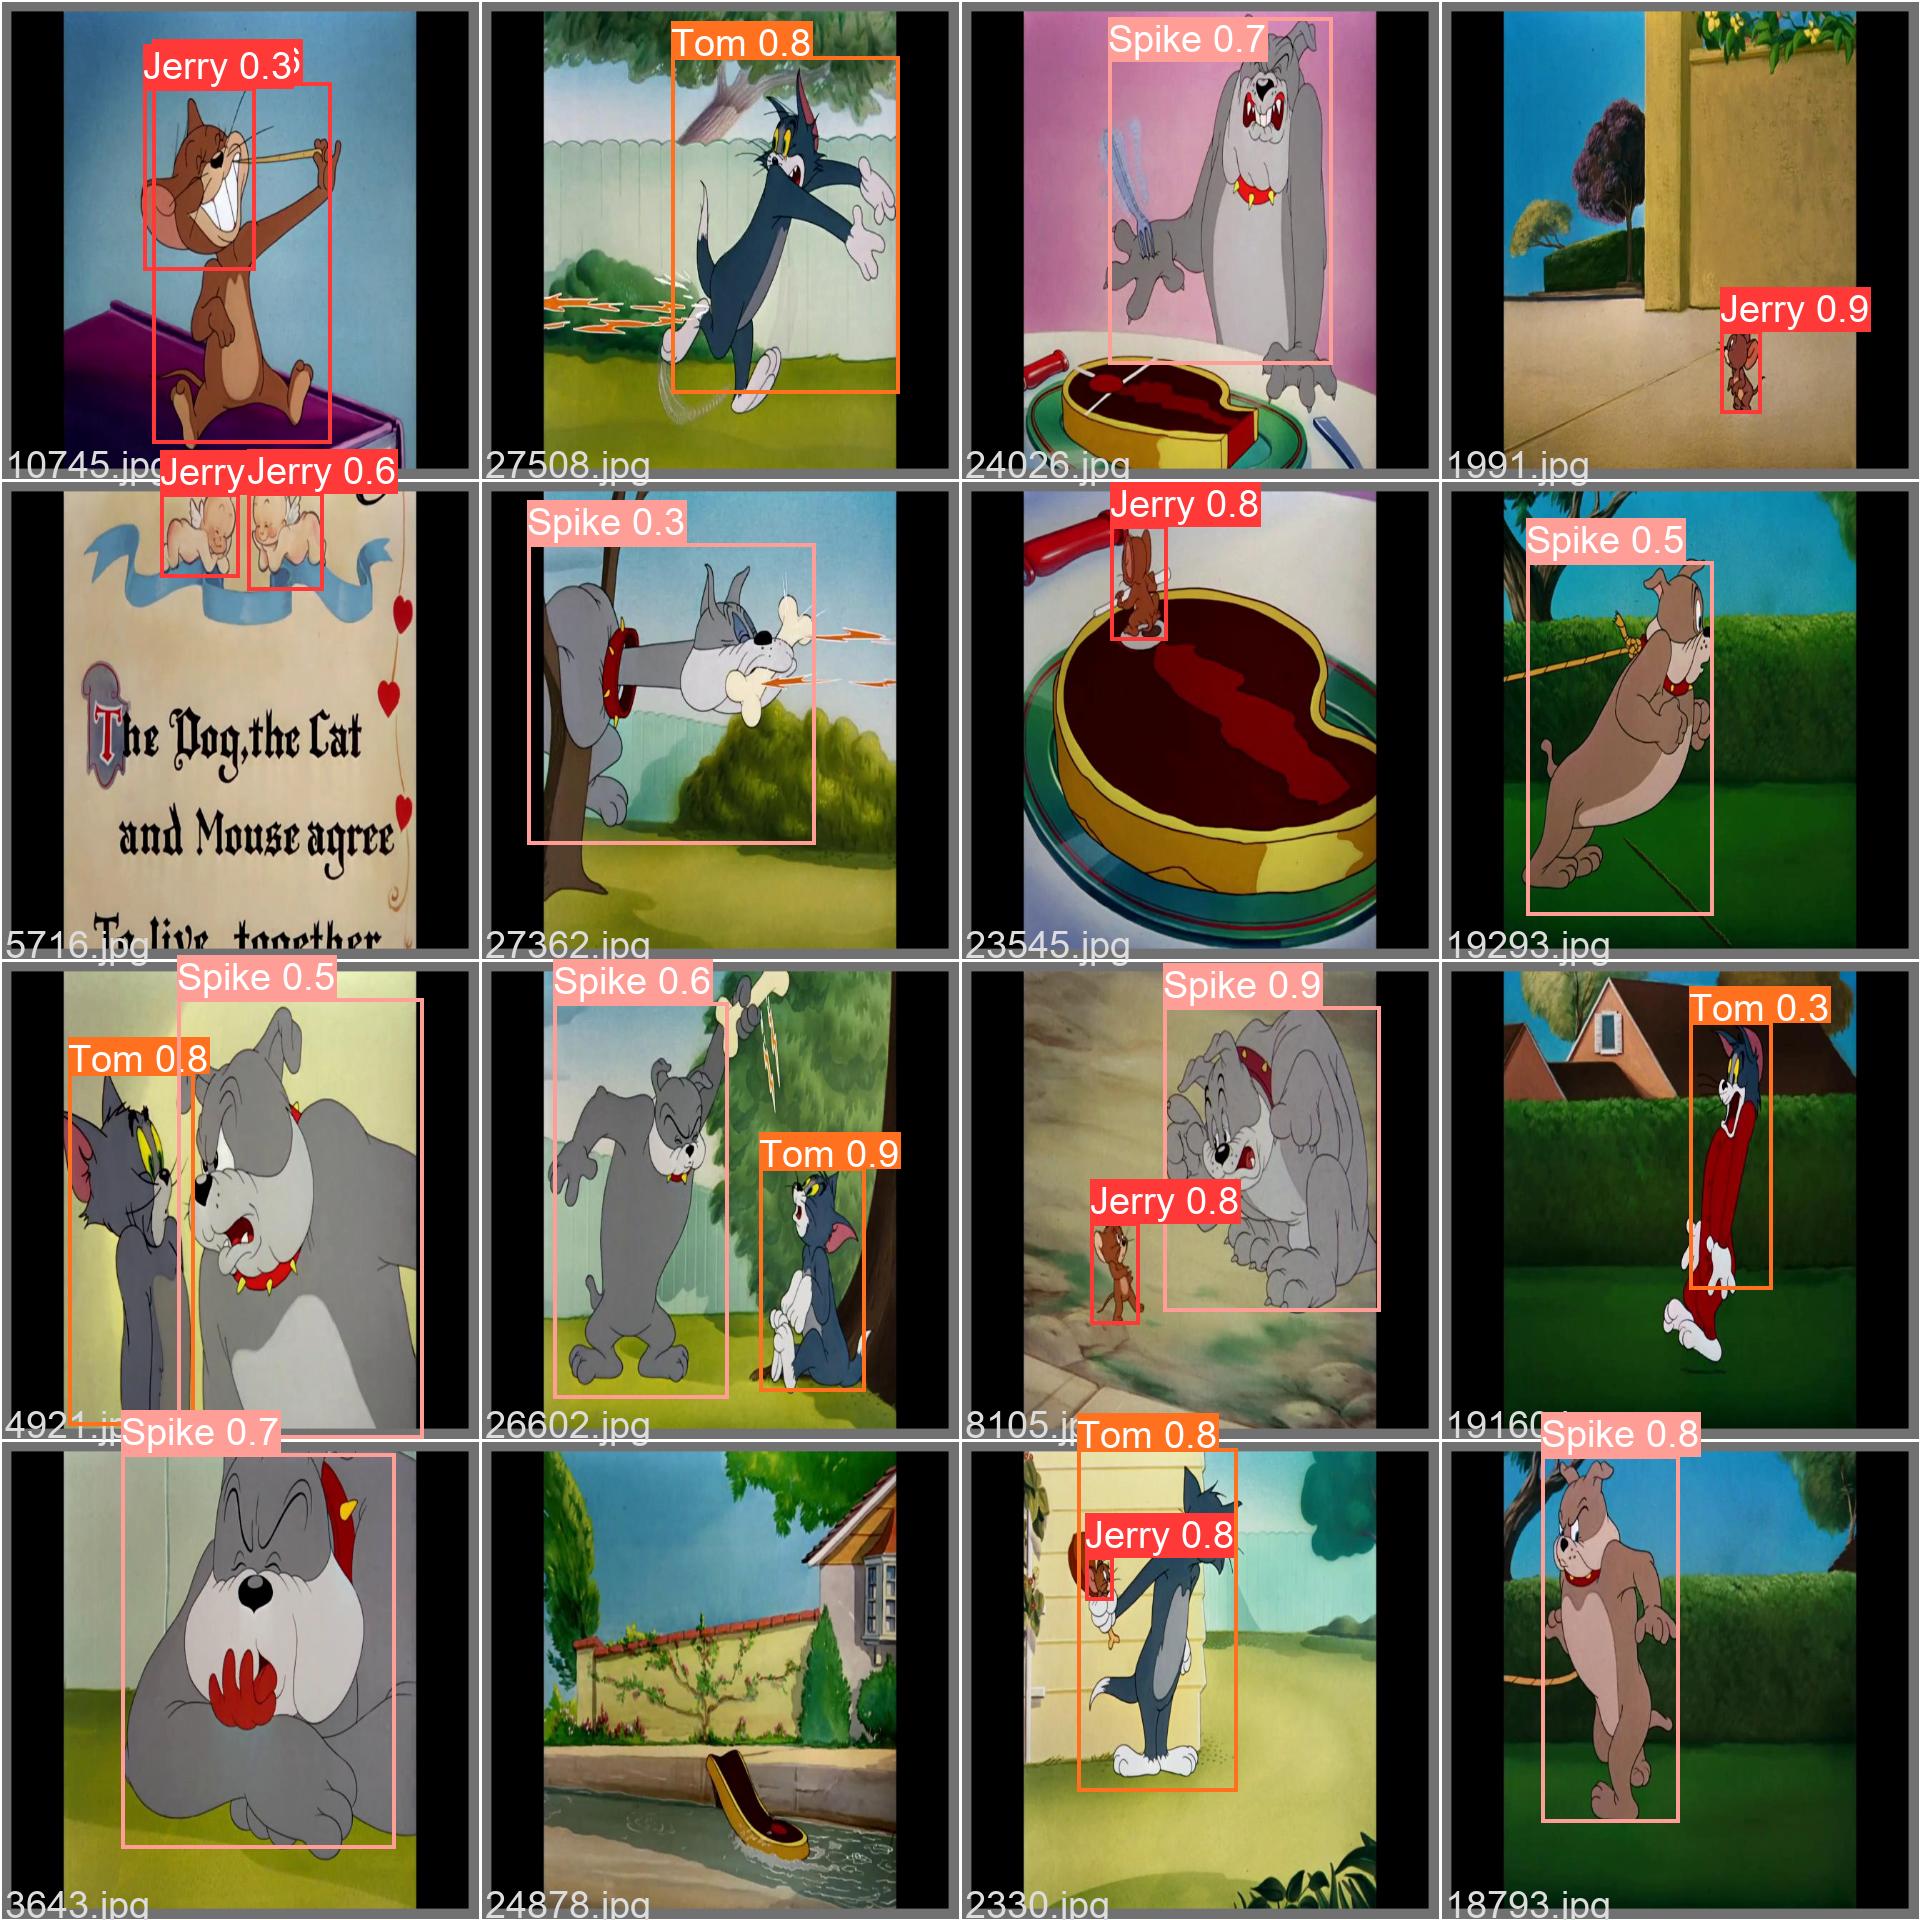 Jerry 0.3
10745.jp
Tom 0.8
27508.jpg
Spike 0.7
24026.jpg
Jerry 0.9
1991.jpg
Jerry
Jerry 0.6
The Dog, the Cat
and Mouse agree
To live together
5716.jpg
Spike 0.3
27362.jpg
Jerry 0.8
23545.jpg
Spike 0.5
19293.jpg
Spike 0.5
Tom 0.8
4921.jp
Spike 0.6
Tom 0.9
26602.jpg
Spike 0.9
Jerry 0.8
8105.jp
Tom 0.3
19160
Spike 0.7
3643.jpg
24878.jpg
Tom 0.8
Jerry 0.8
2330.jpg
Spike 0.8
18793.jpg